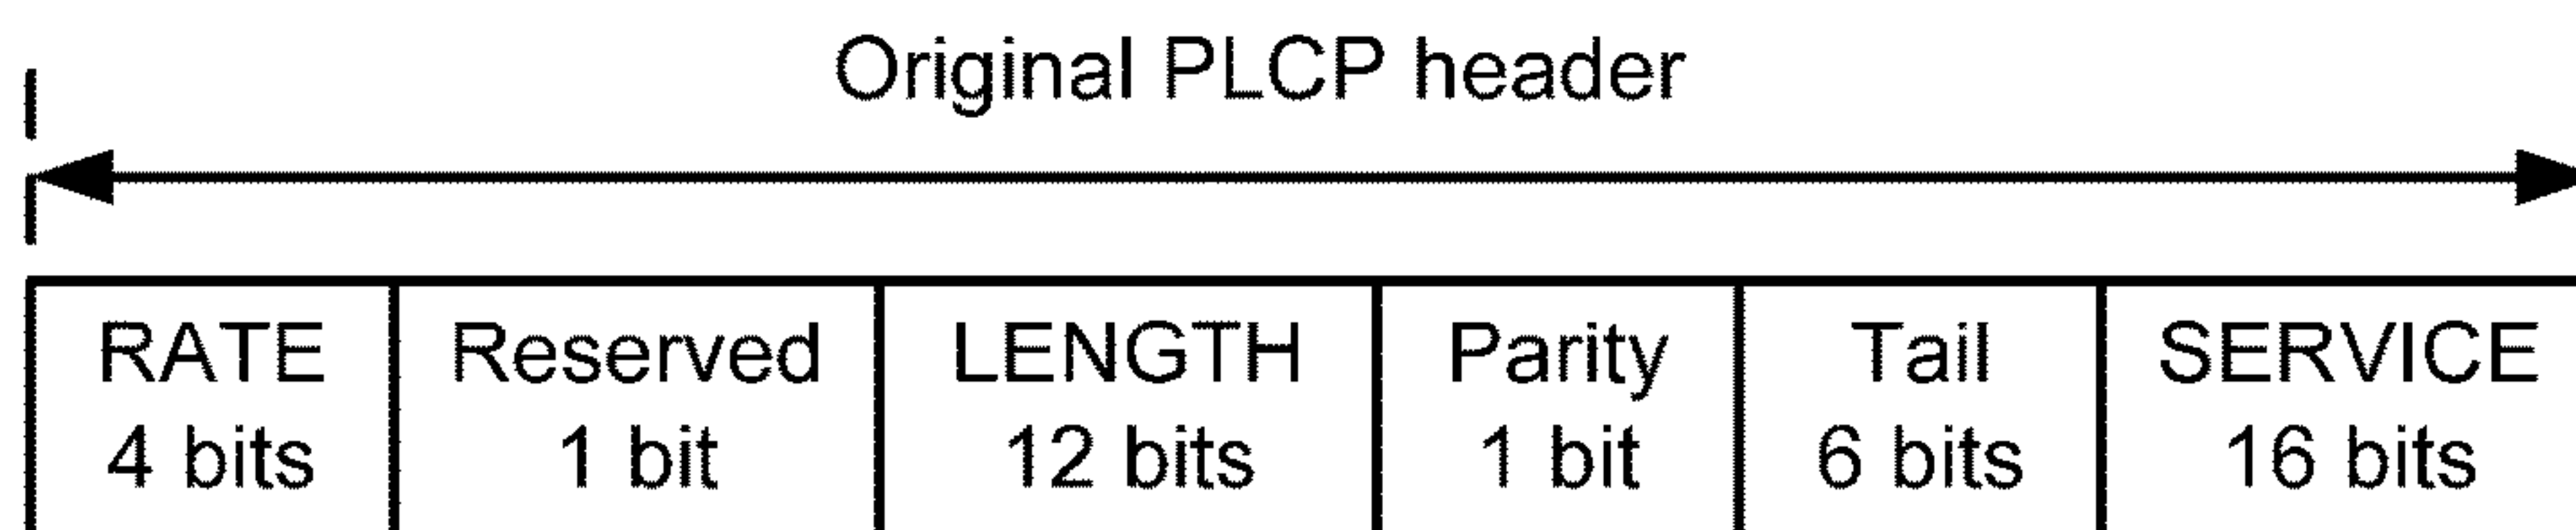 Original PLCP header
RATE Reserved LENGTH Parity Tail SERVICE
4 bits 1 bit 12 bits 1 bit 6 bits 16 bits